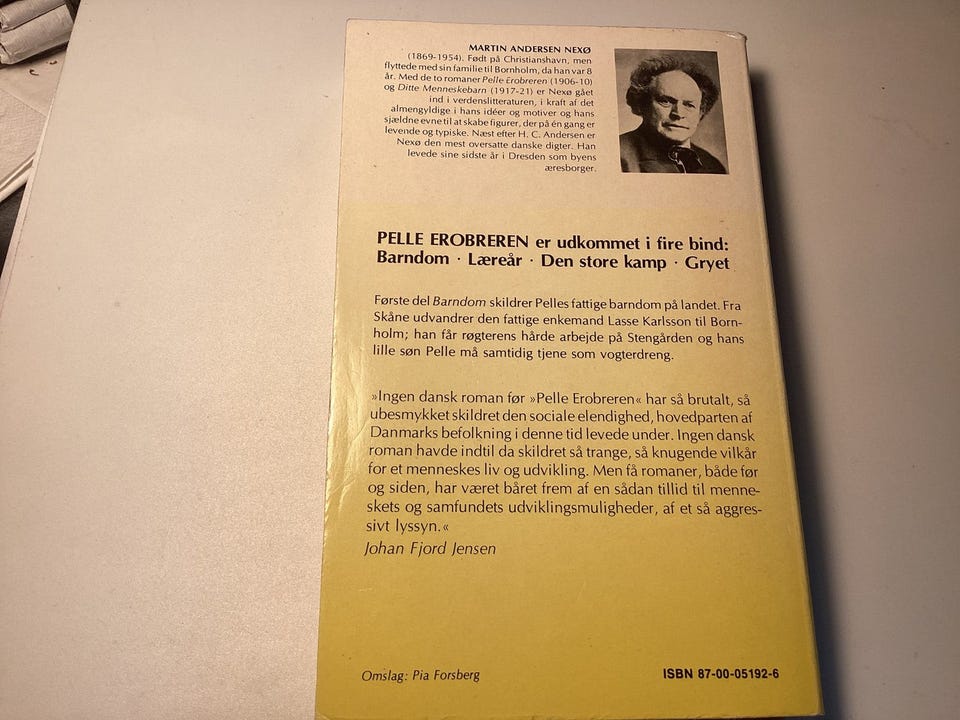 MARTIN ANDERSEN NEXØ
(1869-1954). Født på Christianshavn, men
flyttede med sin familie til Bornholm, da han var 8
år. Med de to romaner Pelle Erobreren (1906-10)
og Ditte Menneskebarn (1917-21) er Nexø gået
ind i verdenslitteraturen, i kraft af det
almengyldige i hans idéer og motiver og hans
sjældne evne til at skabe figurer, der på én gang er
levende og typiske. Næst efter H. C. Andersen er
Nexø den mest oversatte danske digter. Han
levede sine sidste år i Dresden som byens
æresborger.
PELLE EROBREREN er udkommet i fire bind:
Barndom · Læreår · Den store kamp · Gryet
Første del Barndom skildrer Pelles fattige barndom på landet. Fra
Skåne udvandrer den fattige enkemand Lasse Karlsson til Born-
holm; han får røgterens hårde arbejde på Stengården og hans
lille søn Pelle må samtidig tjene som vogterdreng.
»Ingen dansk roman før »Pelle Erobreren« har så brutalt, så
ubesmykket skildret den sociale elendighed, hovedparten af
Danmarks befolkning i denne tid levede under. Ingen dansk
roman havde indtil da skildret så trange, så knugende vilkår
for et menneskes liv og udvikling. Men få romaner, både før
og siden, har været båret frem af en sådan tillid til menne-
skets og samfundets udviklingsmuligheder, af et så aggres-
sivt lyssyn.«
Johan Fjord Jensen
Omslag: Pia Forsberg
ISBN 87-00-05192-6